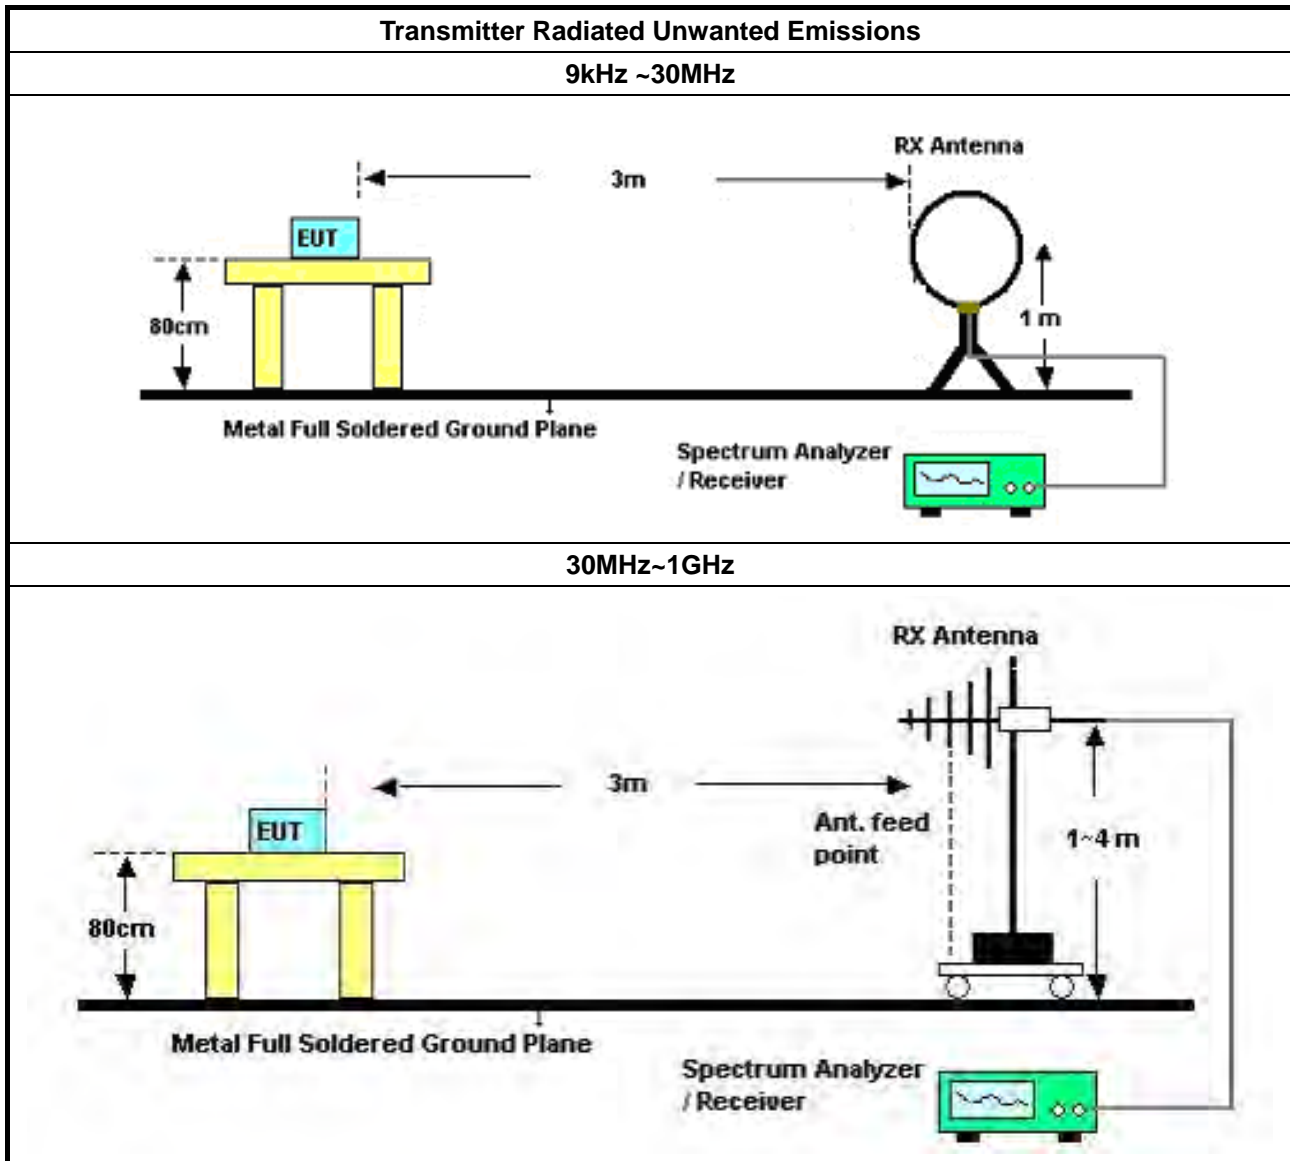 Transmitter Radiated Unwanted Emissions
9kHz ~30MHz
RX Antenna
3m
EUT
80cm
1 m
Metal Full Soldered Ground Plane
Spectrum Analyzer
/ Receiver
30MHz~1GHz
RX Antenna
3m
EUT
Ant. feed
point
1~4 m
80cm
Metal Full Soldered Ground Plane
Spectrum Analyzer
/ Receiver